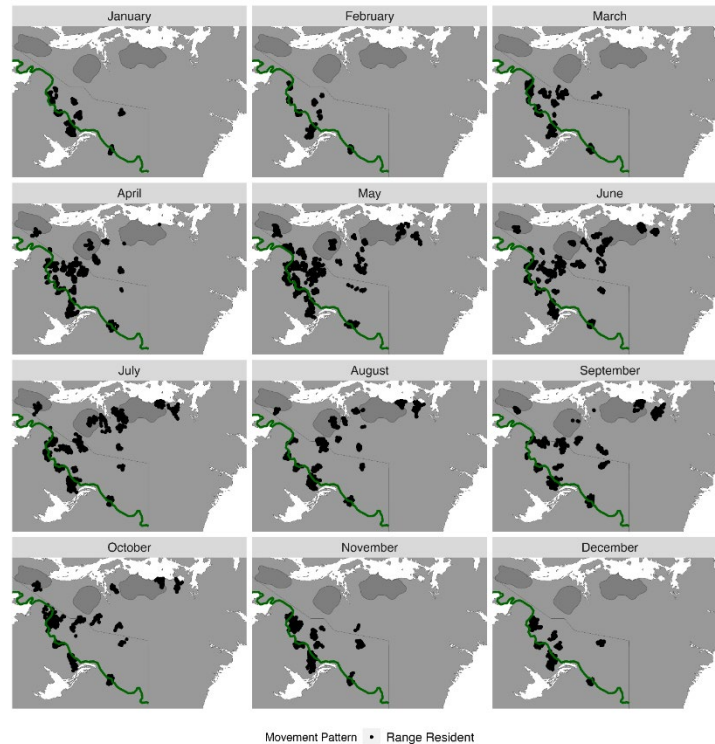 January
February
March
April
May
June
July
August
September
October
November
December
Movement Pattern • Range Resident